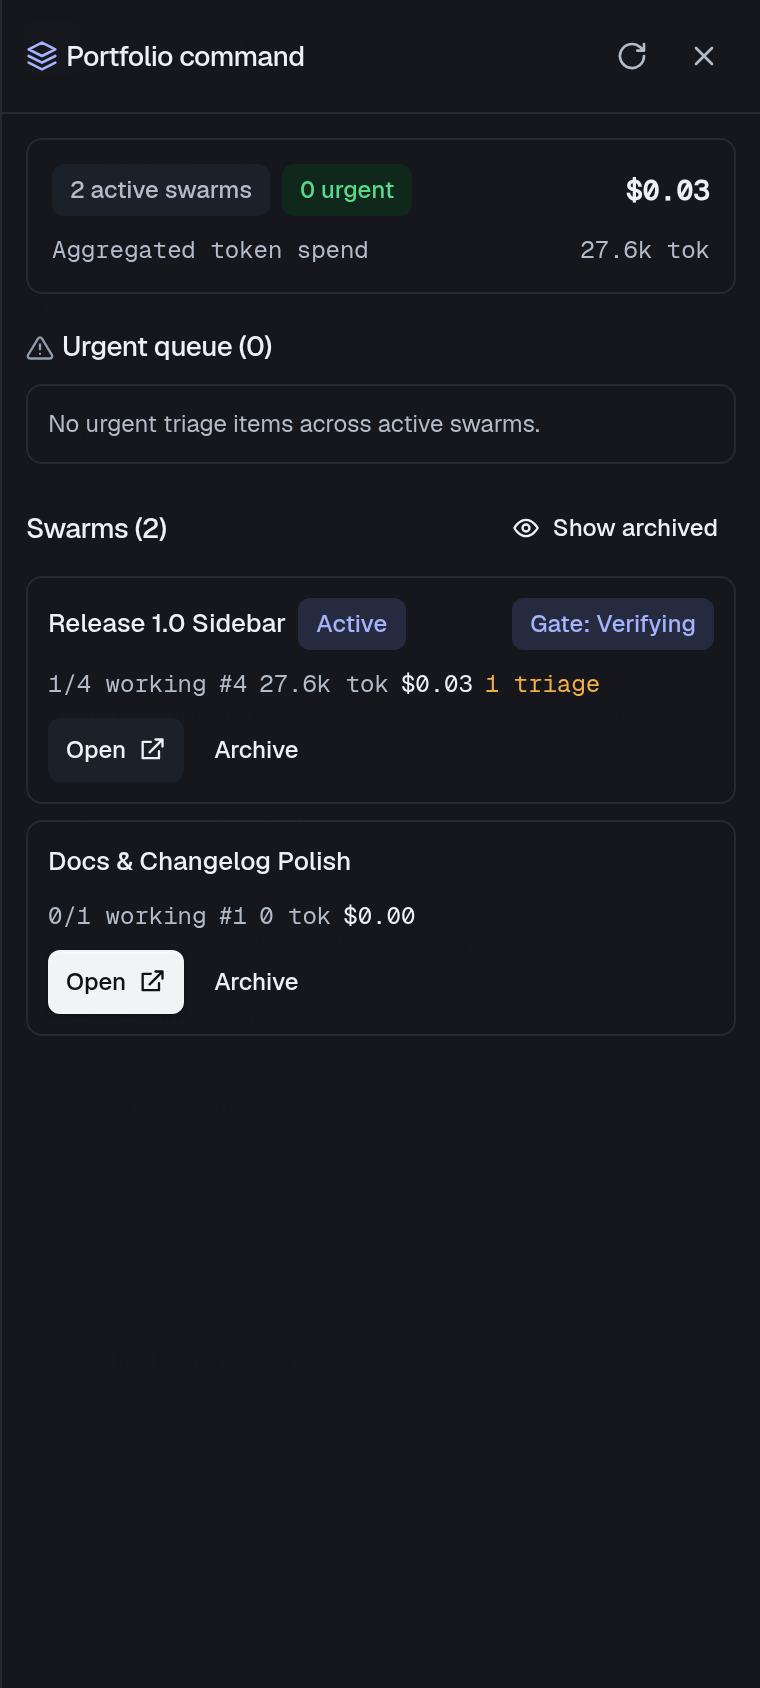 Portfolio command
2 active swarms 0 urgent $0.03
Aggregated token spend 27.6k tok
Urgent queue (0)
No urgent triage items across active swarms.
Swarms (2) Show archived
Release 1.0 Sidebar Active Gate: Verifying
1/4 working #4 27.6k tok $0.03 1 triage
Open Archive
Docs & Changelog Polish
0/1 working #1 0 tok $0.00
Open Archive